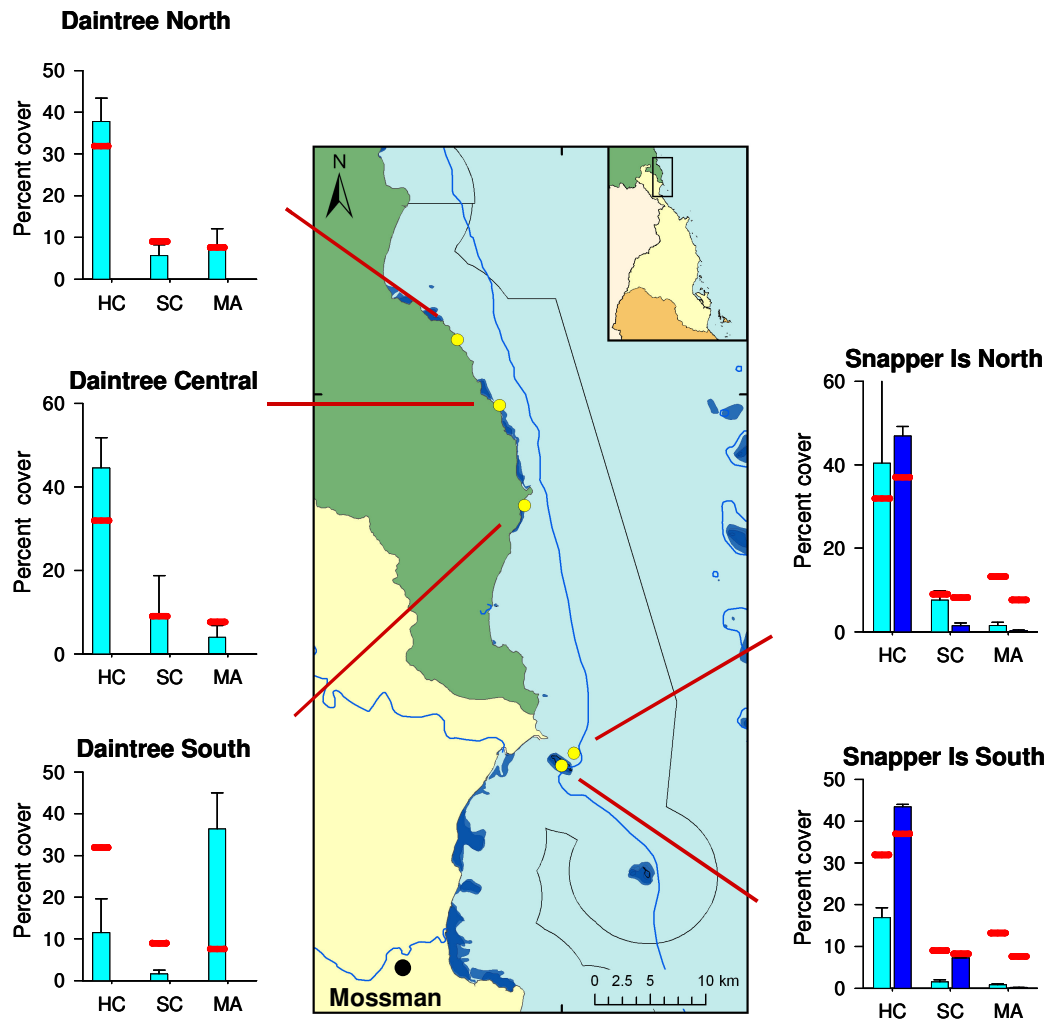 Daintree North
50
40
30
20
10
0
Percent cover
HC SC MA
Daintree Central
60
40
20
0
Percent cover
HC SC MA
Daintree South
50
40
30
20
10
0
Percent cover
HC SC MA
N
Mossman
0 2.5 5 10 km
Snapper Is North
60
40
20
0
Percent cover
HC SC MA
Snapper Is South
50
40
30
20
10
0
Percent cover
HC SC MA